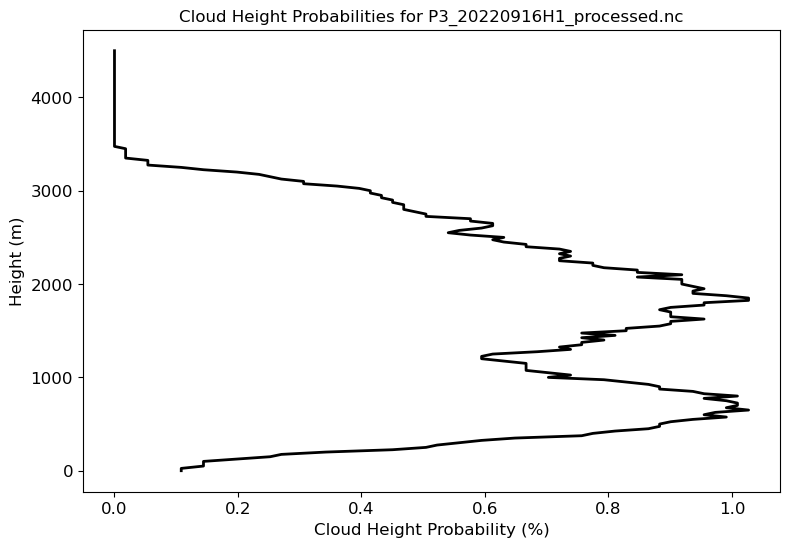 Cloud Height Probabilities for P3_20220916H1_processed.nc
4000
3000
2000
1000
0
Height (m)
0.0 0.2 0.4 0.6 0.8 1.0
Cloud Height Probability (%)